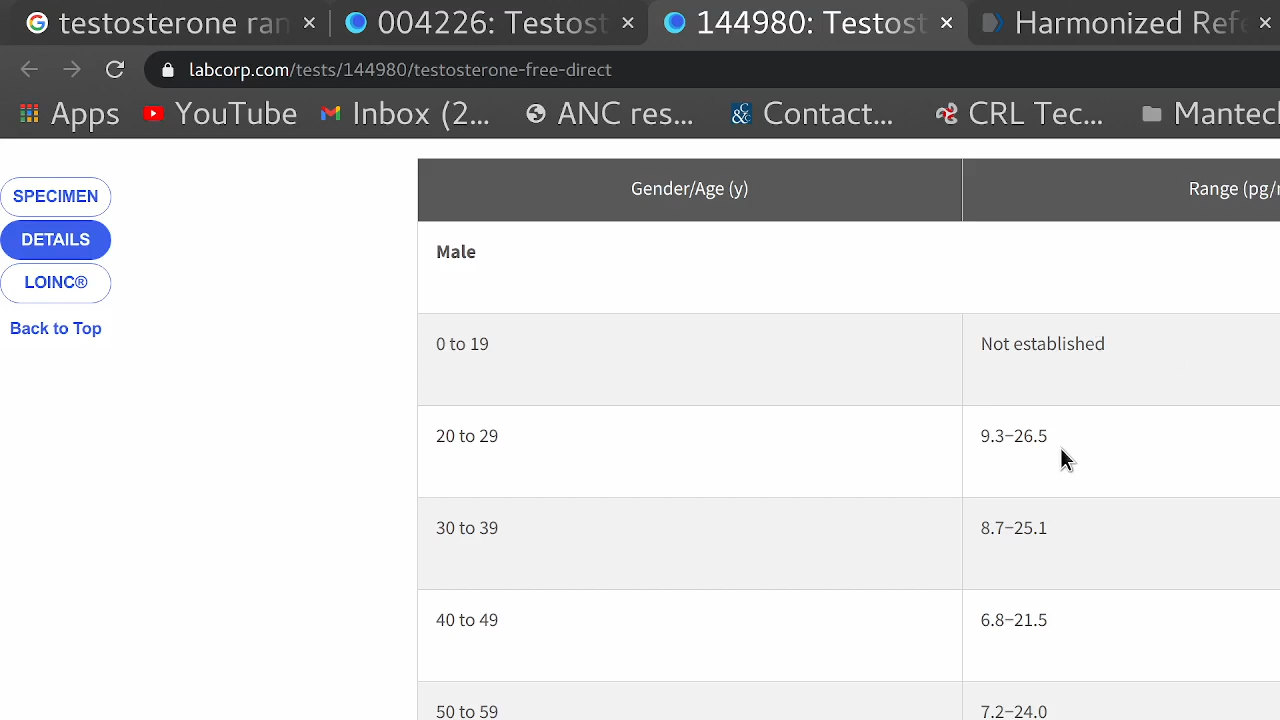 testosterone ran
004226: Testost
144980: Testost
Harmonized Refe
labcorp.com/tests/144980/testosterone-free-direct
Apps
YouTube
Inbox (2...
ANC res...
Contact...
CRL Tec...
Mantech
SPECIMEN
DETAILS
LOINC®
Back to Top
Gender/Age (y)
Range (pg/m
Male
0 to 19
Not established
20 to 29
9.3−26.5
30 to 39
8.7−25.1
40 to 49
6.8−21.5
50 to 59
7.2−24.0